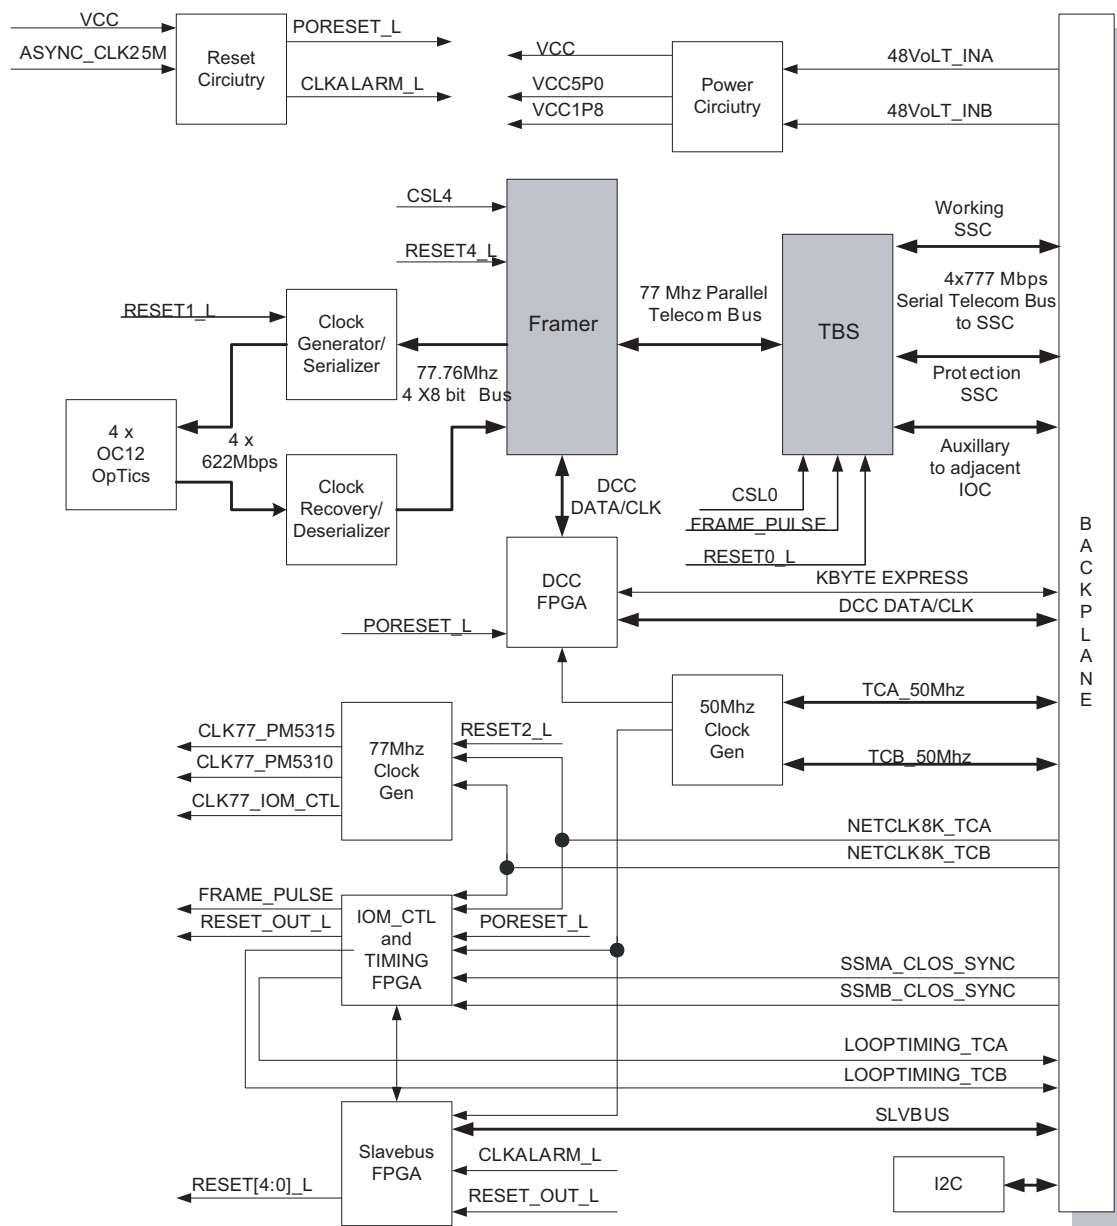 VCC
ASYNC_CLK25M
Reset
Circiutry
PORESET_L
CLKALARM_L
VCC
VCC5P0
VCC1P8
Power
Circiutry
48VoLT_INA
48VoLT_INB
CSL4
RESET4_L
Framer
77 Mhz Parallel
Telecom Bus
TBS
Working
SSC
4x777 Mbps
Serial Telecom Bus
to SSC
Protection
SSC
Auxillary
to adjacent
IOC
RESET1_L
Clock
Generator/
Serializer
77.76Mhz
4 X8 bit Bus
4 x
OC12
OpTics
4 x
622Mbps
Clock
Recovery/
Deserializer
DCC
DATA/CLK
CSL0
FRAME_PULSE
RESET0_L
DCC
FPGA
KBYTE EXPRESS
DCC DATA/CLK
PORESET_L
BACKPLANE
50Mhz
Clock
Gen
TCA_50Mhz
TCB_50Mhz
CLK77_PM5315
CLK77_PM5310
CLK77_IOM_CTL
77Mhz
Clock
Gen
RESET2_L
NETCLK8K_TCA
NETCLK8K_TCB
FRAME_PULSE
RESET_OUT_L
IOM_CTL
and
TIMING
FPGA
PORESET_L
SSMA_CLOS_SYNC
SSMB_CLOS_SYNC
LOOPTIMING_TCA
LOOPTIMING_TCB
SLVBUS
Slavebus
FPGA
CLKALARM_L
RESET_OUT_L
RESET[4:0]_L
I2C